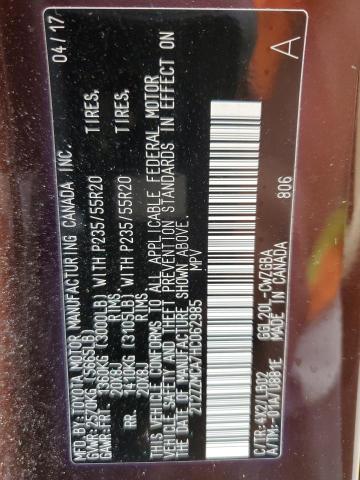 MFD.BY: TOYOTA MOTOR MANUFACTURING CANADA INC. 04/17
GVWR:2570KG (5665LB)
GAWR:FRT. 1360KG (3000LB) WITH P235/55R20 TIRES,
20X8J RIMS
RR. 1410KG (3105LB) WITH P235/55R20 TIRES,
20X8J RIMS
THIS VEHICLE CONFORMS TO ALL APPLICABLE FEDERAL MOTOR
VEHICLE SAFETY AND THEFT PREVENTION STANDARDS IN EFFECT ON
THE DATE OF MANUFACTURE SHOWN ABOVE.
2T2ZZMCA7HC062985 MPV
A
C/TR: 4X2/LB02 GGL20L-CWZGBA
A/TM: -01A/U881E MADE IN CANADA 806